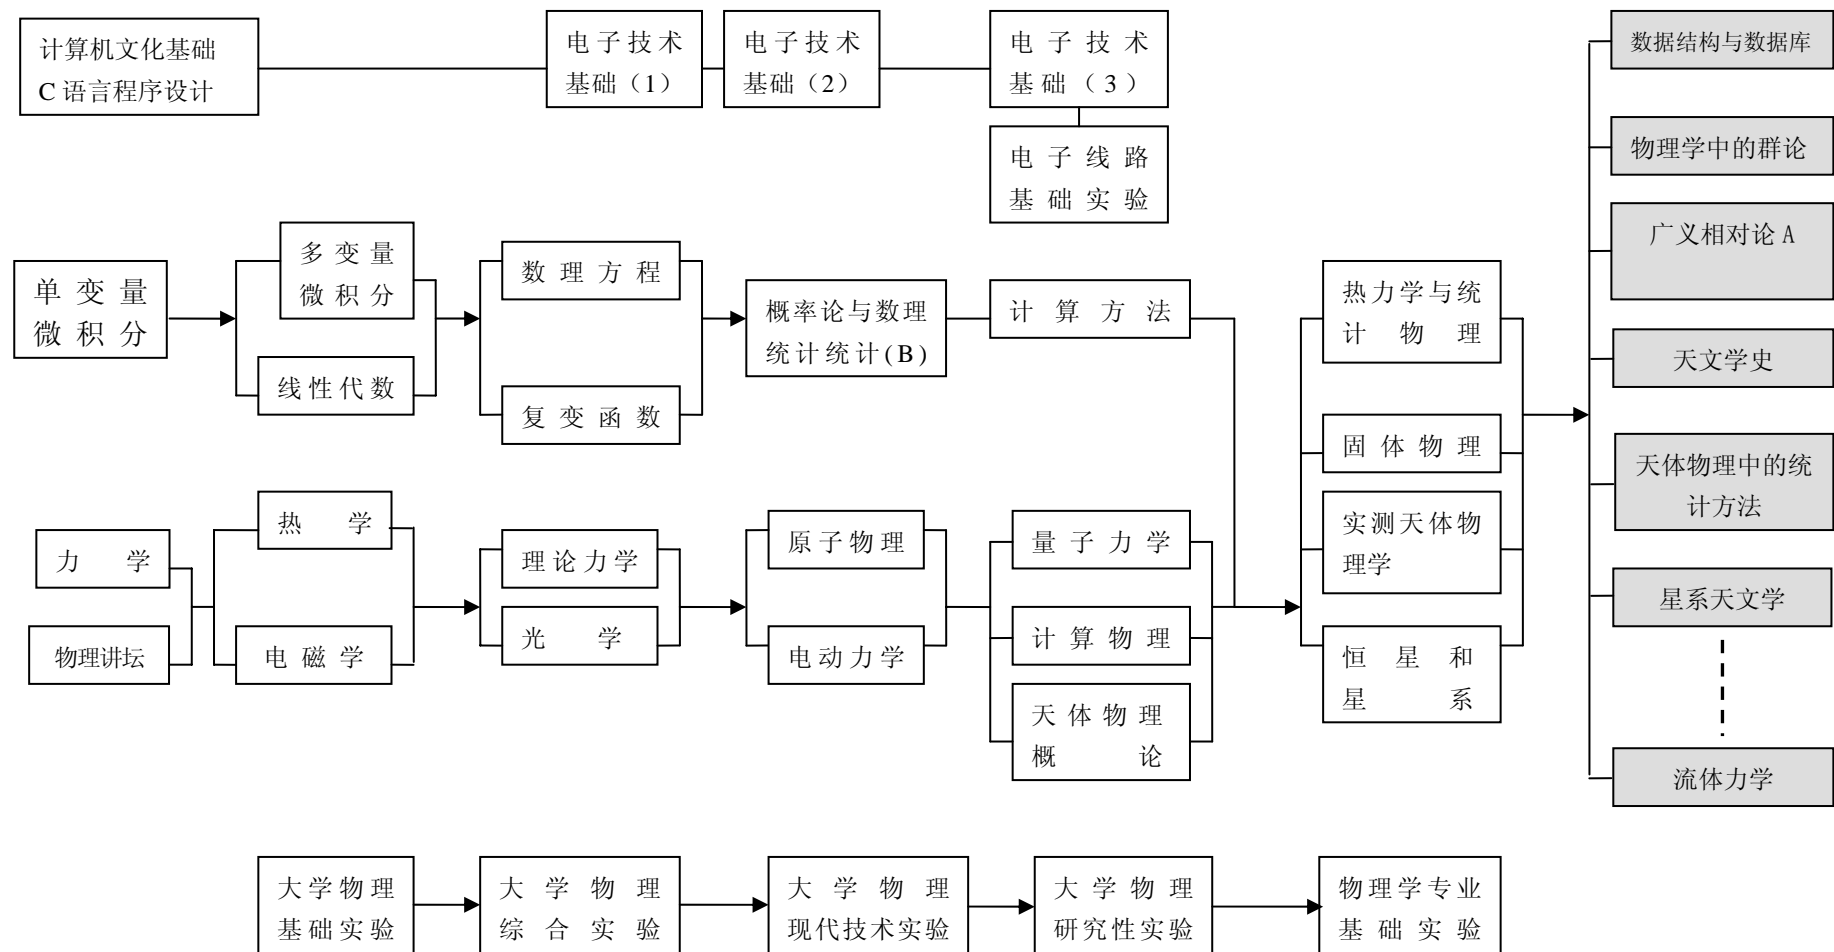 计算机文化基础
C 语言程序设计
电子技术
基础（1）
电子技术
基础（2）
电子技术
基础（3）
电子线路
基础实验
单变量
微积分
多变量
微积分
线性代数
数理方程
复变函数
概率论与数理
统计统计(B)
计算方法
力学
物理讲坛
热学
电磁学
理论力学
光学
原子物理
电动力学
量子力学
计算物理
天体物理
概论
热力学与统
计物理
固体物理
实测天体物
理学
恒星和
星系
数据结构与数据库
物理学中的群论
广义相对论 A
天文学史
天体物理中的统
计方法
星系天文学
流体力学
大学物理
基础实验
大学物理
综合实验
大学物理
现代技术实验
大学物理
研究性实验
物理学专业
基础实验